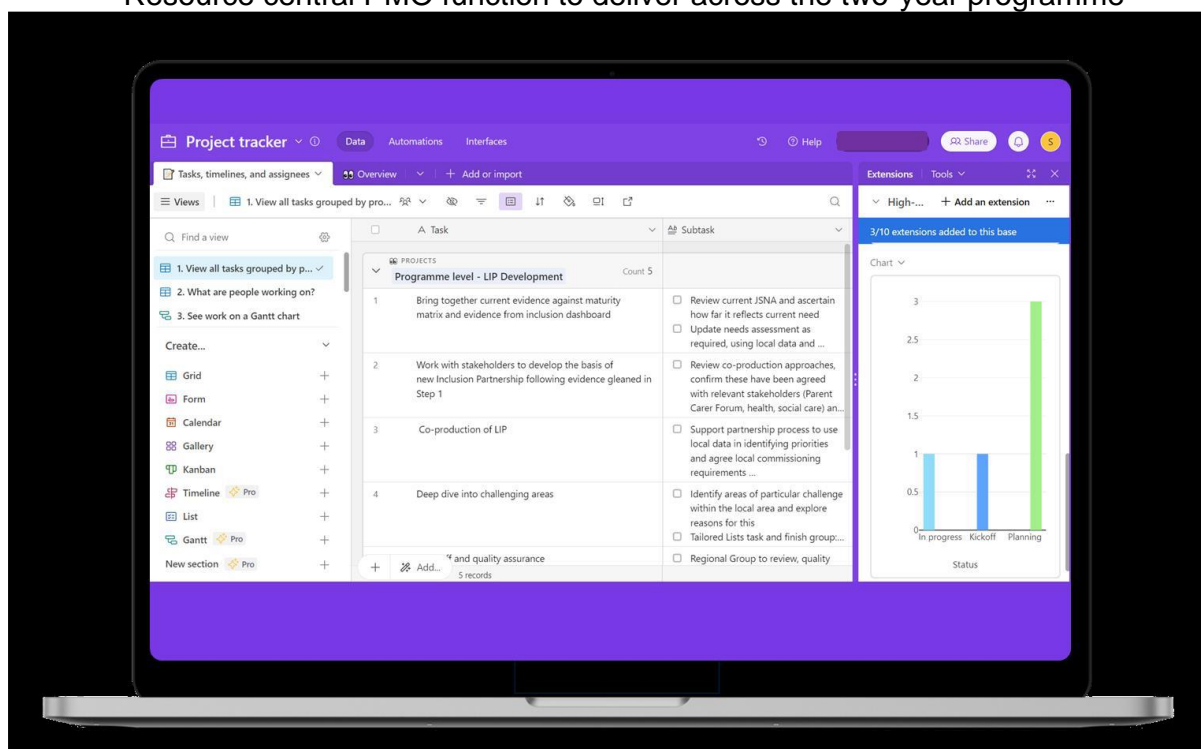 Resource central PMO function to deliver across the two-year programme
Project tracker
Data
Automations
Interfaces
Help
Share
S
Tasks, timelines, and assignees
Overview
Add or import
Extensions
Tools
Views
1. View all tasks grouped by pro...
High-...
Add an extension
...
Find a view
A Task
Subtask
3/10 extensions added to this base
1. View all tasks grouped by p...
2. What are people working on?
3. See work on a Gantt chart
Create...
Grid
Form
Calendar
Gallery
Kanban
Timeline Pro
List
Gantt Pro
New section Pro
PROJECTS
Programme level - LIP Development
Count 5
1
Bring together current evidence against maturity
matrix and evidence from inclusion dashboard
Review current JSNA and ascertain
how far it reflects current need
Update needs assessment as
required, using local data and ...
2
Work with stakeholders to develop the basis of
new Inclusion Partnership following evidence gleaned in
Step 1
Review co-production approaches,
confirm these have been agreed
with relevant stakeholders (Parent
Carer Forum, health, social care) an...
3
Co-production of LIP
Support partnership process to use
local data in identifying priorities
and agree local commissioning
requirements ...
4
Deep dive into challenging areas
Identify areas of particular challenge
within the local area and explore
reasons for this
Tailored Lists task and finish group:...
and quality assurance
Regional Group to review, quality
+
Add...
5 records
Chart
3
2.5
2
1.5
1
0.5
0
In progress
Kickoff
Planning
Status